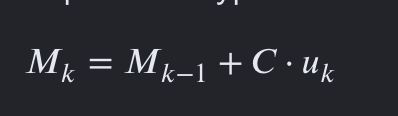 M_k = M_{k−1} + C · u_k